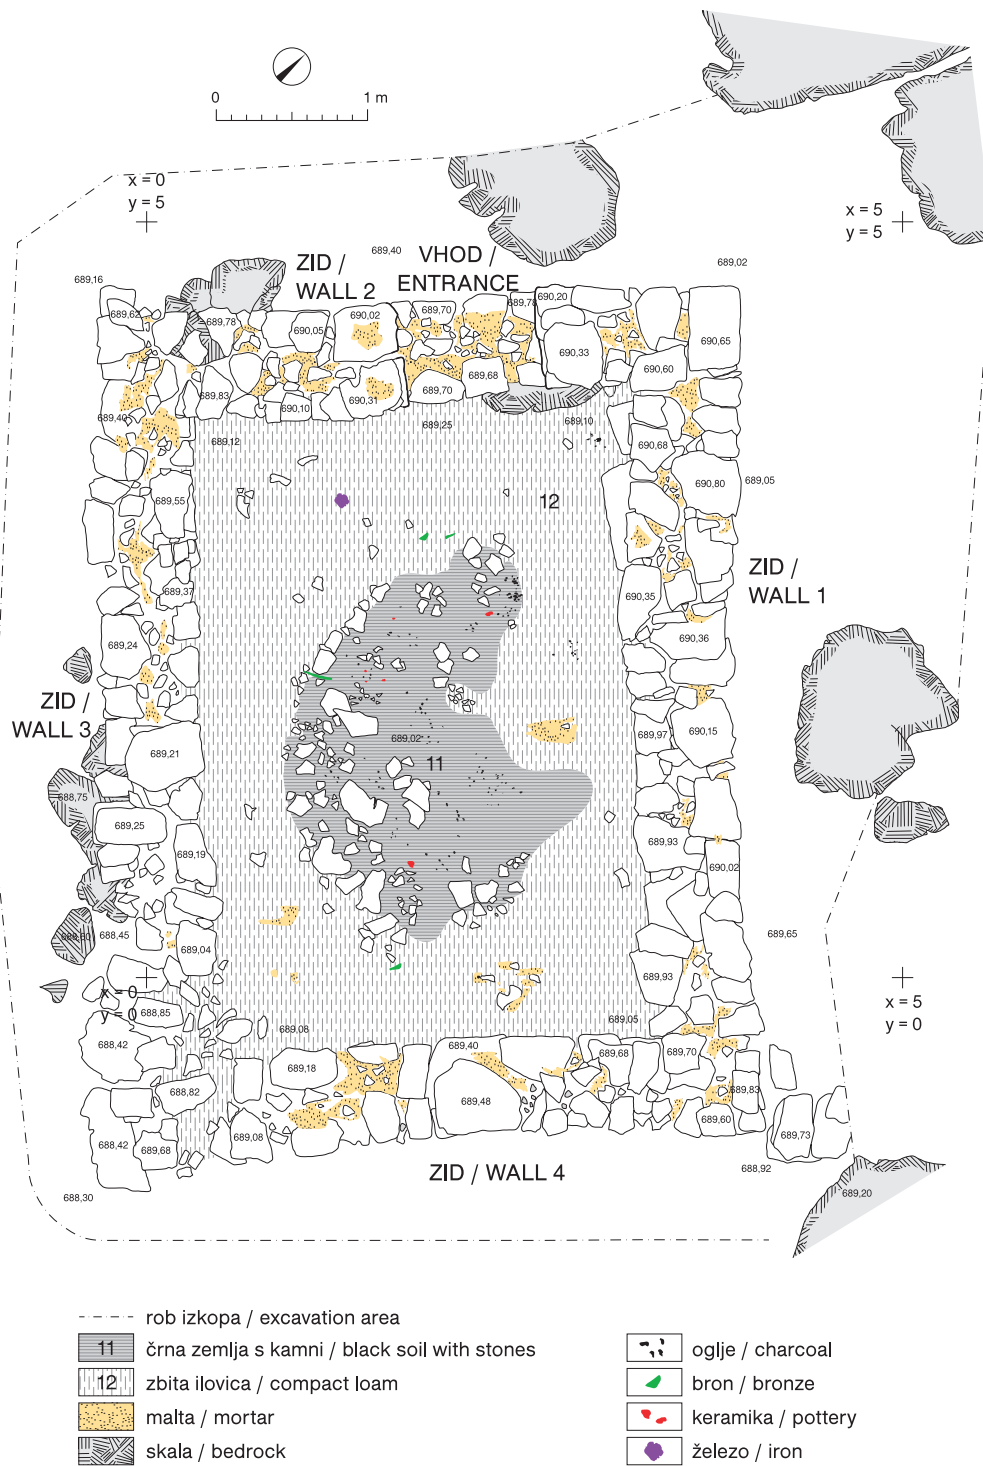 0
1 m
x = 0
y = 5
x = 5
y = 5
689,40
VHOD /
ENTRANCE
ZID /
WALL 2
689,02
689,16
689,62
689,78
690,05
690,02
689,70
689,78
690,20
690,65
690,33
690,60
689,83
690,10
690,31
689,70
689,68
689,40
689,12
689,25
689,10
690,68
690,80
689,05
689,55
12
ZID /
WALL 1
689,37
690,35
690,36
689,24
ZID /
WALL 3
689,21
689,02
11
689,97
690,15
688,75
689,25
689,19
689,93
690,02
688,45
689,04
689,65
689,93
x = 0
y = 0
x = 5
y = 0
688,85
688,42
689,08
689,05
689,40
689,18
689,68
689,70
688,82
689,48
689,83
689,08
689,60
689,73
688,42
689,68
ZID / WALL 4
688,92
688,30
689,20
rob izkopa / excavation area
11 črna zemlja s kamni / black soil with stones
12 zbita ilovica / compact loam
malta / mortar
skala / bedrock
oglje / charcoal
bron / bronze
keramika / pottery
železo / iron